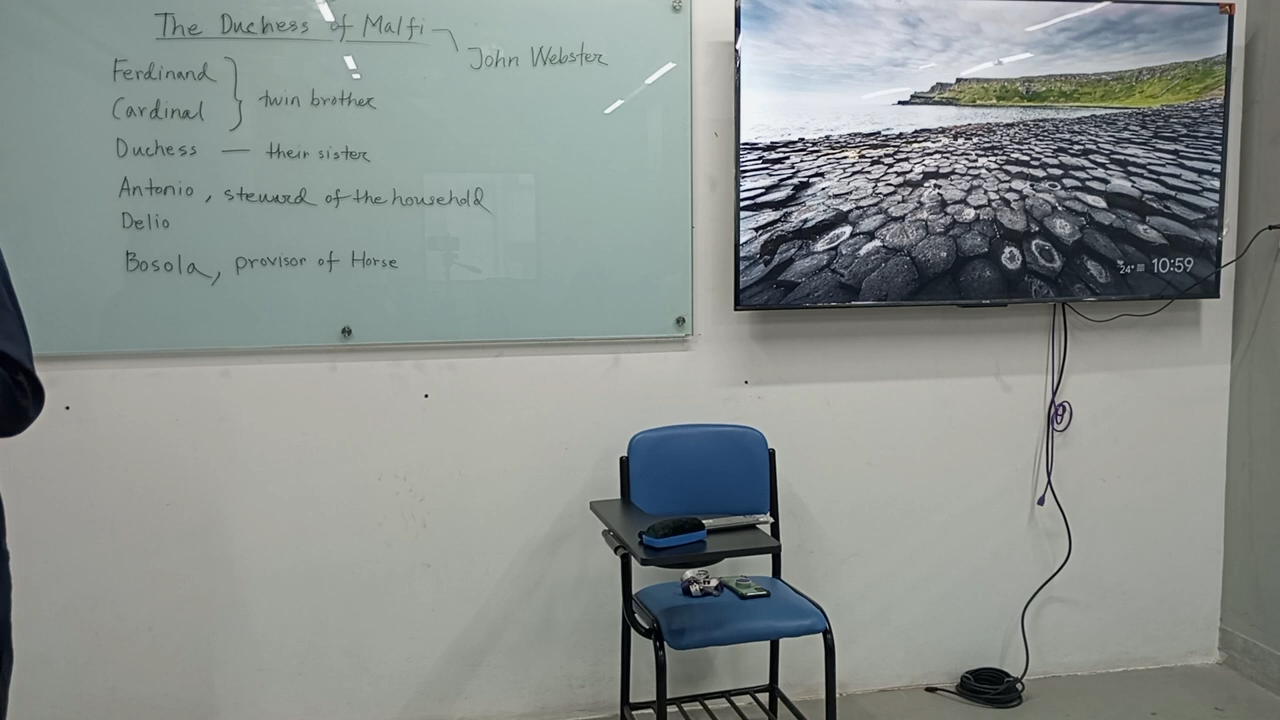 The Duchess of Malfi
John Webster
Ferdinand
Cardinal
twin brother
Duchess — their sister
Antonio, steward of the household
Delio
Bosola, provisor of Horse
24°
10:59